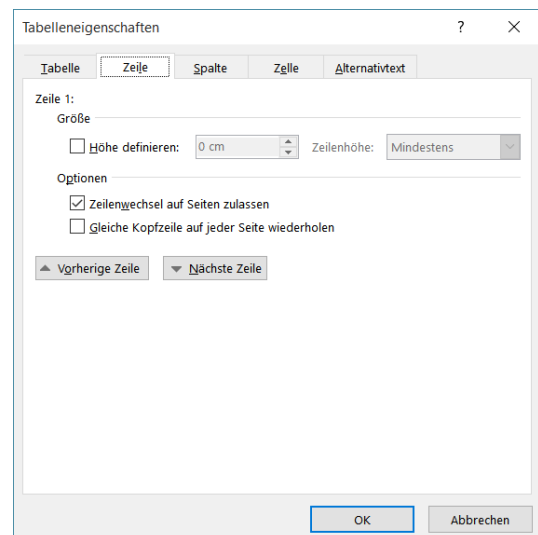 Tabelleneigenschaften ? ×
Tabelle Zeile Spalte Zelle Alternativtext
Zeile 1:
Größe
Höhe definieren: 0 cm Zeilenhöhe: Mindestens
Optionen
Zeilenwechsel auf Seiten zulassen
Gleiche Kopfzeile auf jeder Seite wiederholen
Vorherige Zeile Nächste Zeile
OK Abbrechen